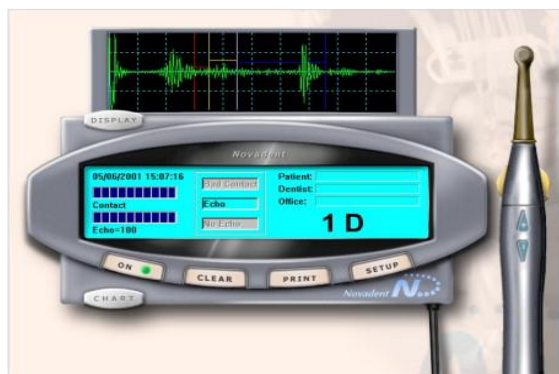 DISPLAY
Novadent
05/06/2001 15:07:16
Contact
Echo=100
Bad Contact
Echo
No Echo
Patient:
Dentist:
Office:
1 D
ON
CLEAR
PRINT
SETUP
CHART
Novadent N